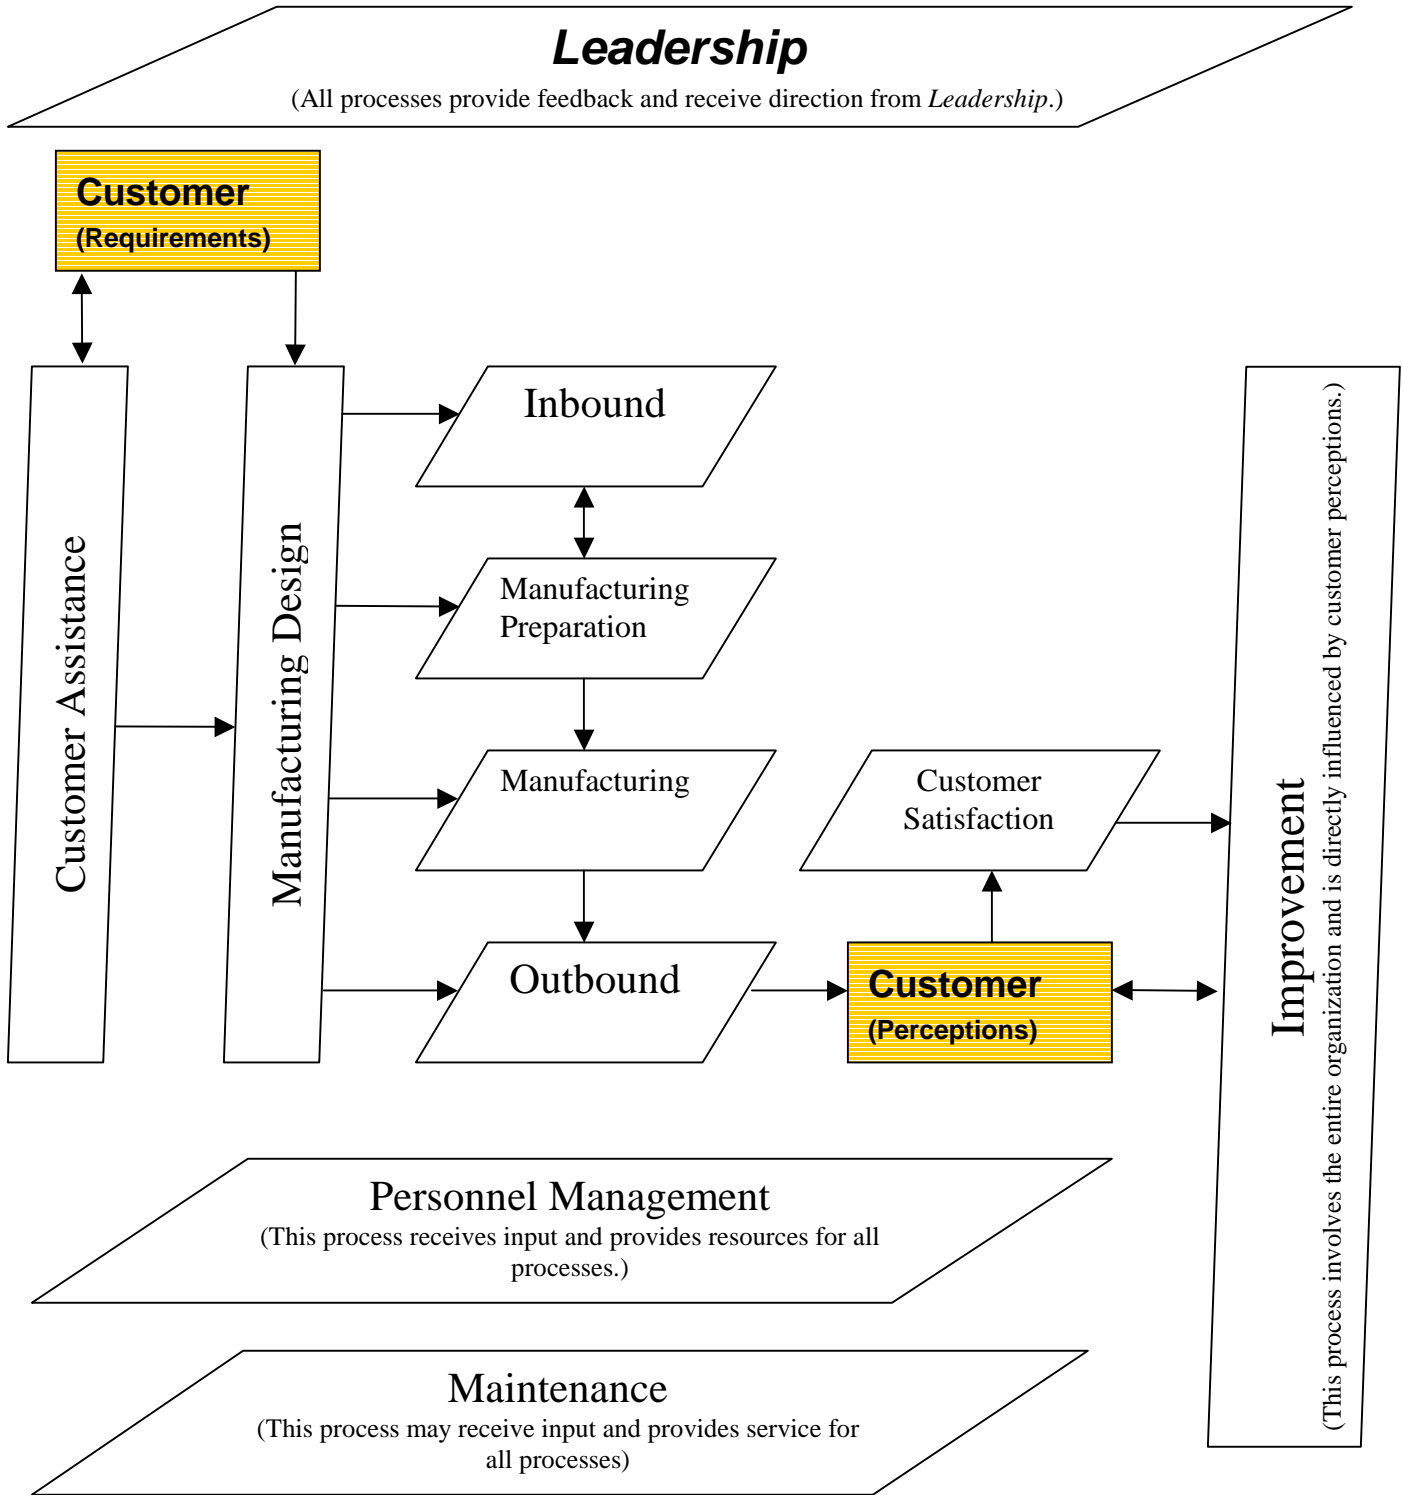 Leadership
(All processes provide feedback and receive direction from Leadership.)
Customer
(Requirements)
Customer Assistance
Manufacturing Design
Inbound
Manufacturing
Preparation
Manufacturing
Outbound
Customer
Satisfaction
Customer
(Perceptions)
Improvement
(This process involves the entire organization and is directly influenced by customer perceptions.)
Personnel Management
(This process receives input and provides resources for all
processes.)
Maintenance
(This process may receive input and provides service for
all processes)